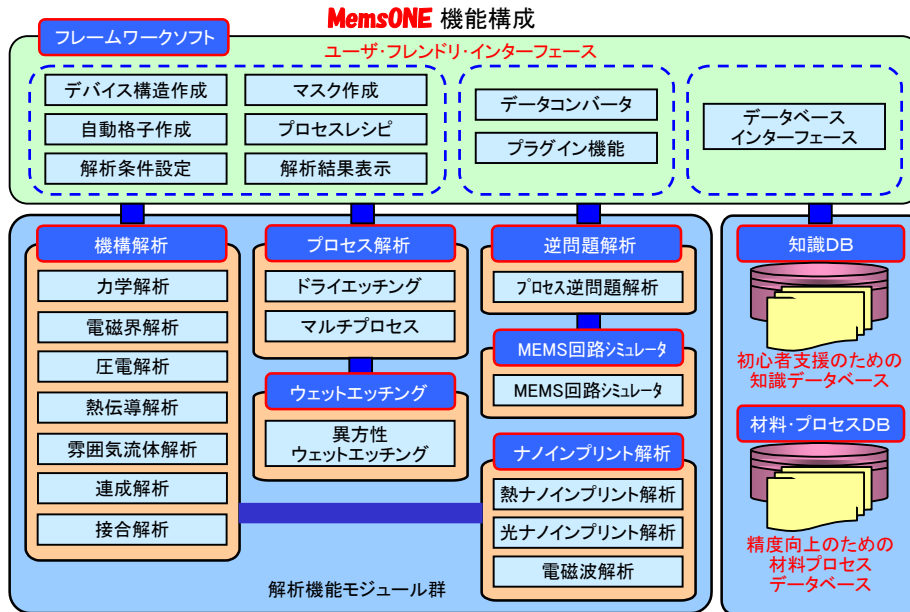 MemsONE 機能構成
フレームワークソフト
ユーザ・フレンドリ・インターフェース
デバイス構造作成
マスク作成
自動格子作成
プロセスレシピ
解析条件設定
解析結果表示
データコンバータ
プラグイン機能
データベース
インターフェース
機構解析
力学解析
電磁界解析
圧電解析
熱伝導解析
雰囲気流体解析
連成解析
接合解析
プロセス解析
ドライエッチング
マルチプロセス
ウェットエッチング
異方性
ウェットエッチング
逆問題解析
プロセス逆問題解析
MEMS回路シミュレータ
MEMS回路シミュレータ
ナノインプリント解析
熱ナノインプリント解析
光ナノインプリント解析
電磁波解析
解析機能モジュール群
知識DB
初心者支援のための
知識データベース
材料・プロセスDB
精度向上のための
材料プロセス
データベース